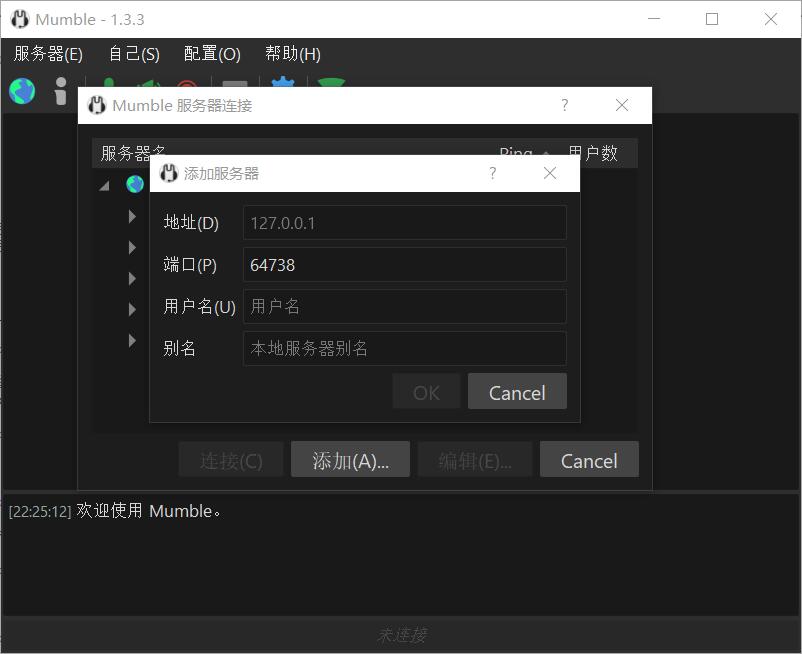 Mumble - 1.3.3
服务器(E) 自己(S) 配置(O) 帮助(H)
Mumble 服务器连接 ?
服务器名 Ping 用户数
添加服务器 ?
地址(D) 127.0.0.1
端口(P) 64738
用户名(U) 用户名
别名 本地服务器别名
OK Cancel
连接(C) 添加(A)... 编辑(E)... Cancel
[22:25:12] 欢迎使用 Mumble。
未连接